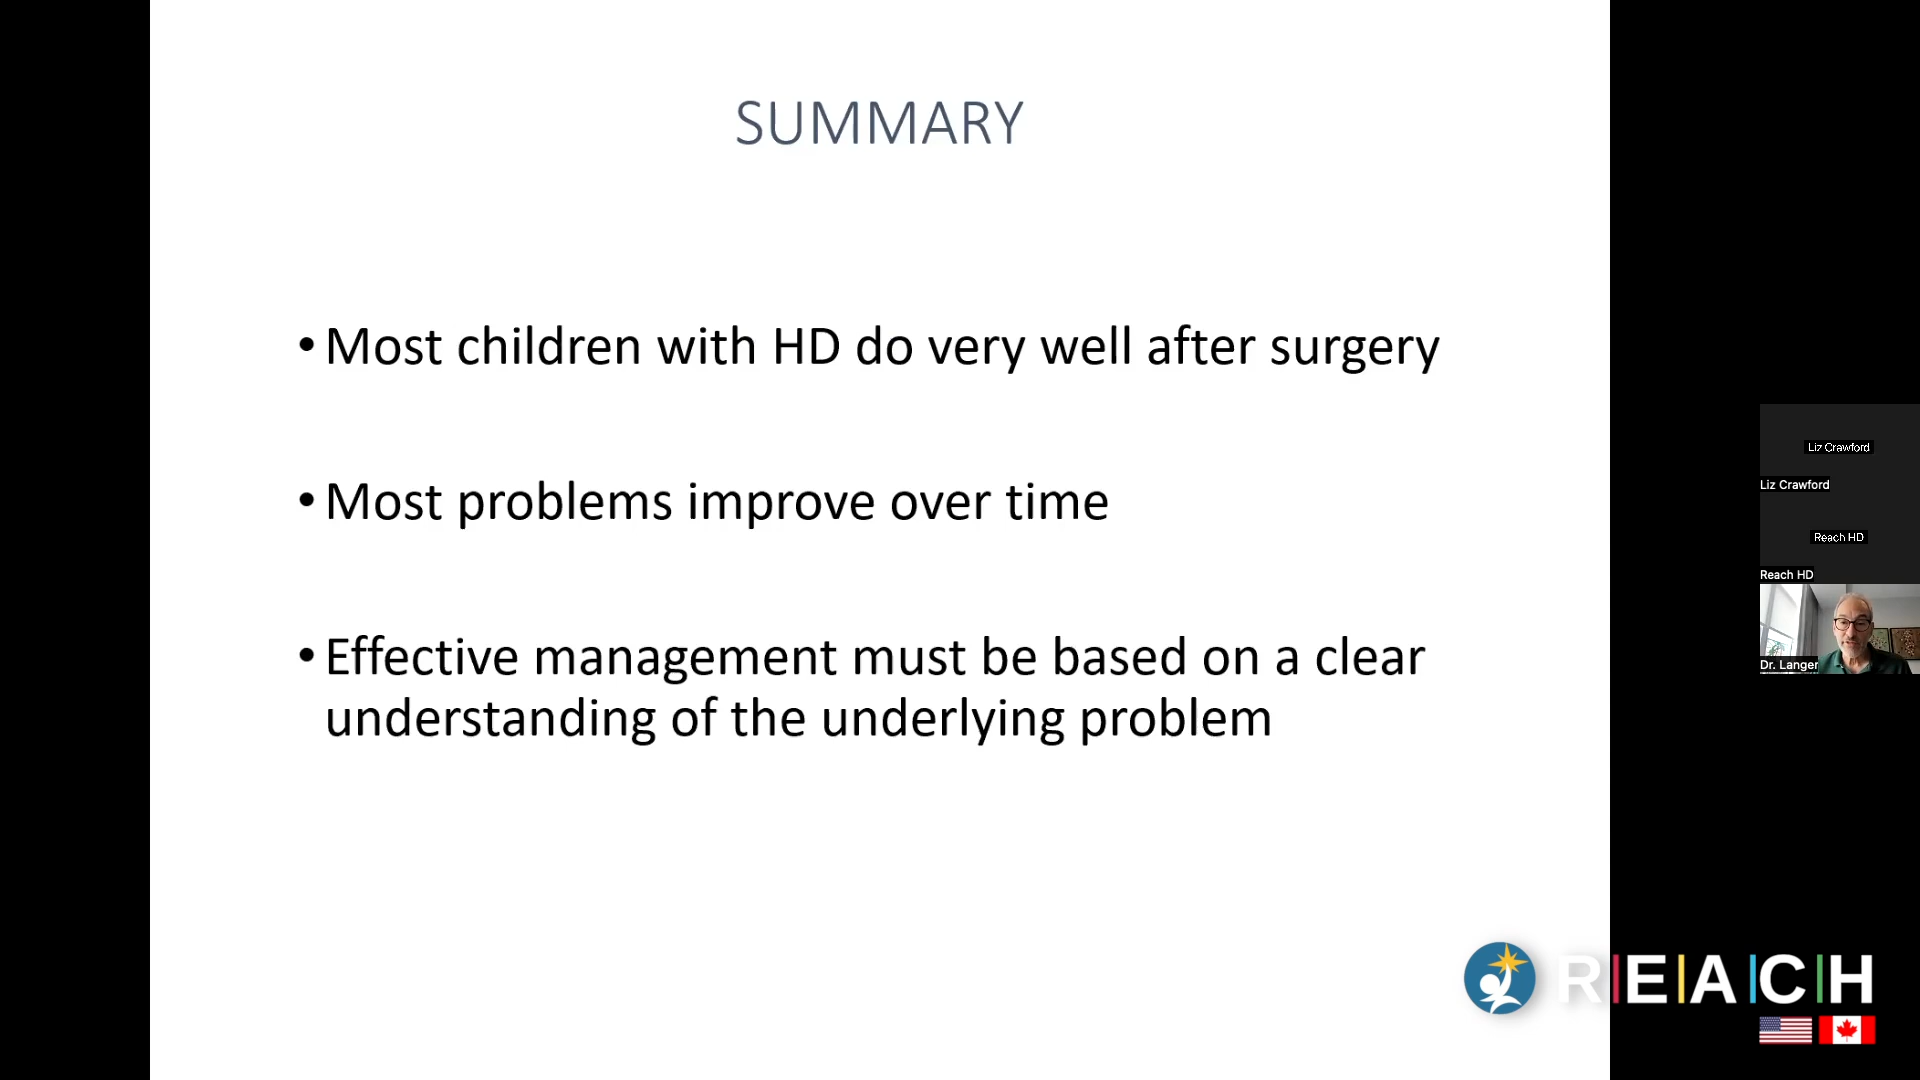 SUMMARY
• Most children with HD do very well after surgery
• Most problems improve over time
• Effective management must be based on a clear
understanding of the underlying problem
Liz Crawford
Liz Crawford
Reach HD
Reach HD
Dr. Langer
R|E|A|C|H